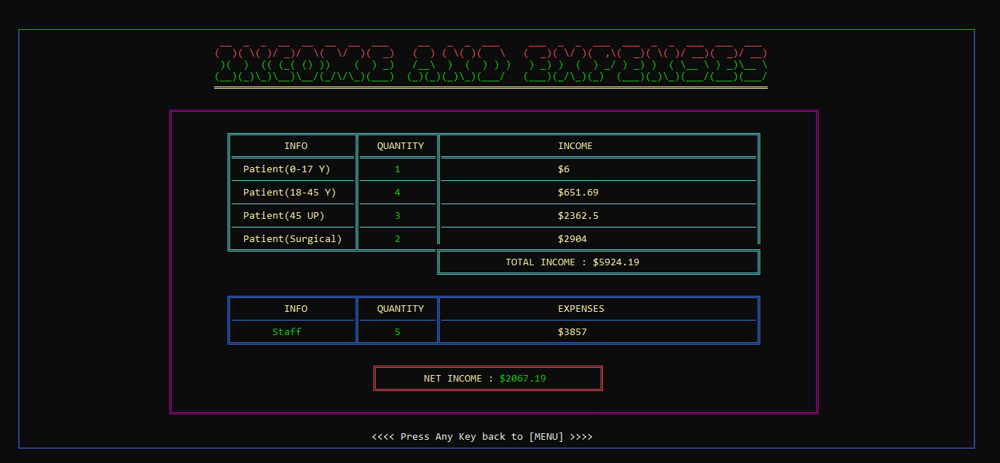 INCOME AND EXPENSES
INFO QUANTITY INCOME
Patient(0-17 Y) 1 $6
Patient(18-45 Y) 4 $651.69
Patient(45 UP) 3 $2362.5
Patient(Surgical) 2 $2904
TOTAL INCOME : $5924.19
INFO QUANTITY EXPENSES
Staff 5 $3857
NET INCOME : $2067.19
<<<< Press Any Key back to [MENU] >>>>